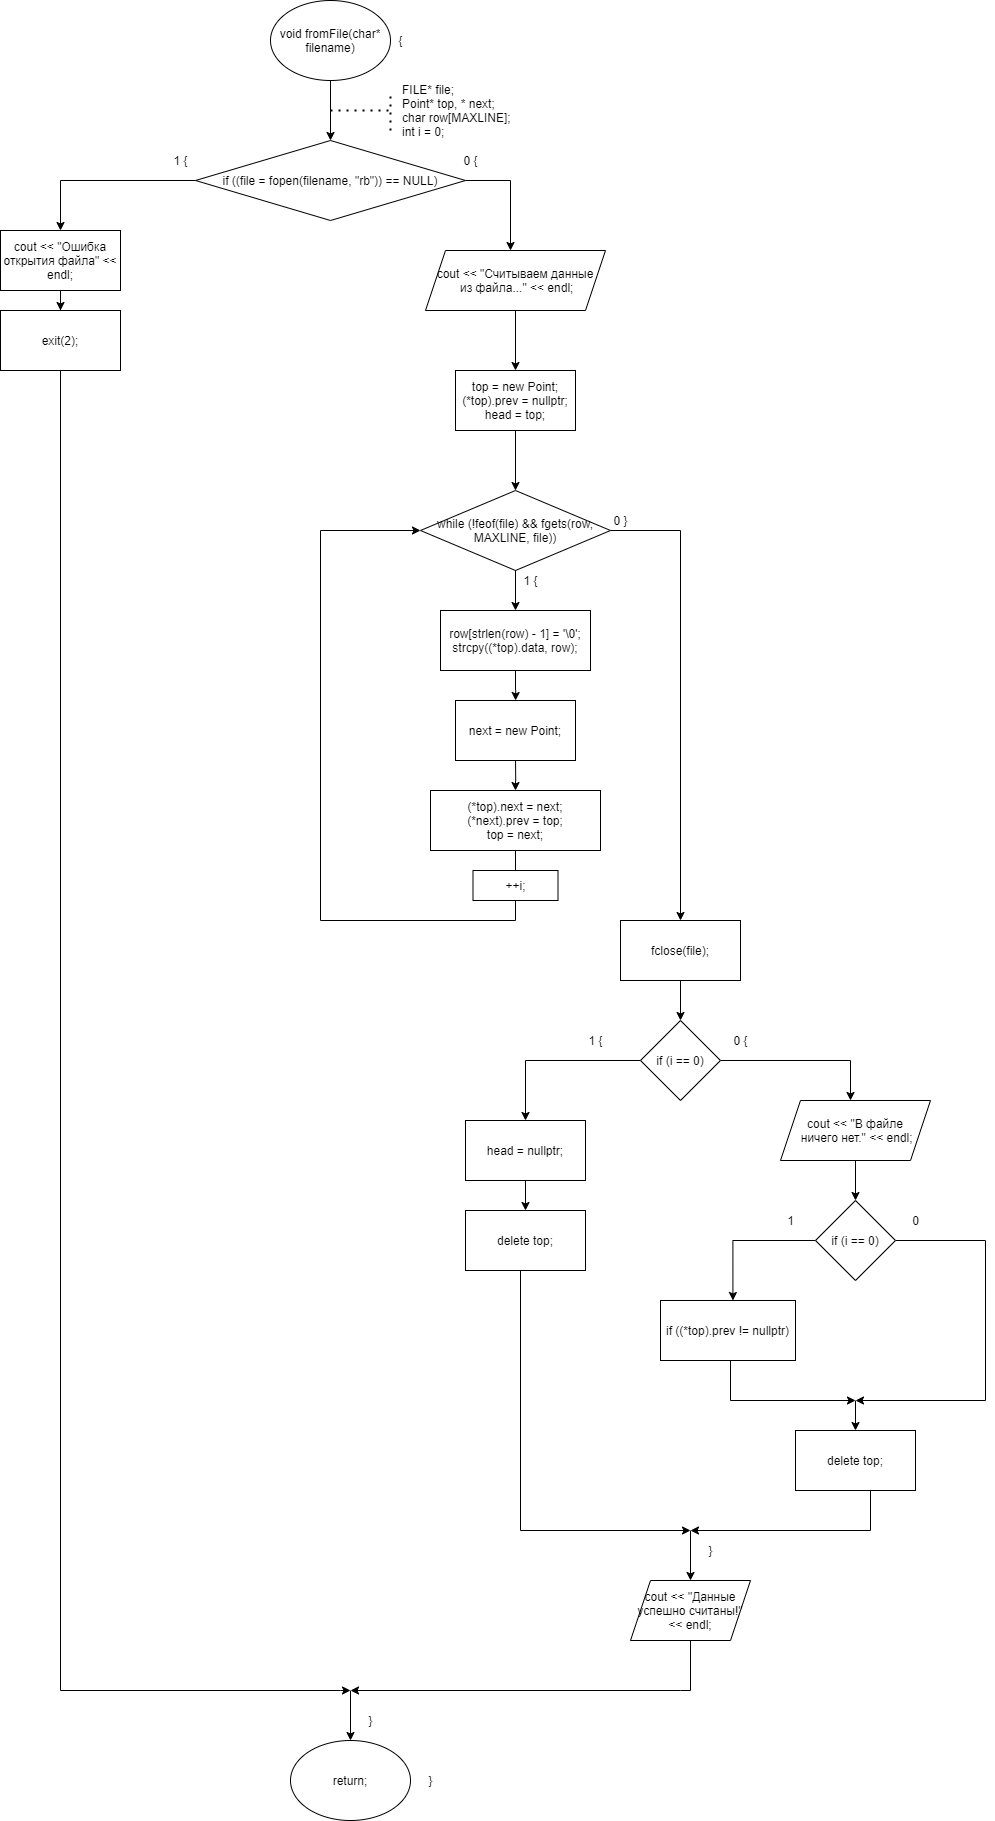 void fromFile(char*
filename)
{
FILE* file;
Point* top, * next;
char row[MAXLINE];
int i = 0;
1 {
0 {
if ((file = fopen(filename, "rb")) == NULL)
cout << "Ошибка
открытия файла" <<
endl;
exit(2);
cout << "Считываем данные
из файла..." << endl;
top = new Point;
(*top).prev = nullptr;
head = top;
while (!feof(file) && fgets(row,
MAXLINE, file))
0 }
1 {
row[strlen(row) - 1] = '\0';
strcpy((*top).data, row);
next = new Point;
(*top).next = next;
(*next).prev = top;
top = next;
++i;
fclose(file);
1 {
0 {
if (i == 0)
head = nullptr;
delete top;
cout << "В файле
ничего нет." << endl;
1
0
if (i == 0)
if ((*top).prev != nullptr)
delete top;
}
cout << "Данные
успешно считаны!"
<< endl;
}
return;
}